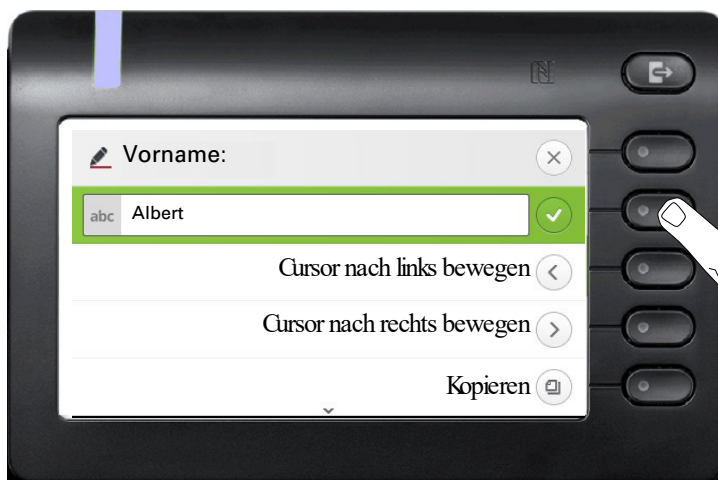 Vorname:
abc Albert
Cursor nach links bewegen
Cursor nach rechts bewegen
Kopieren